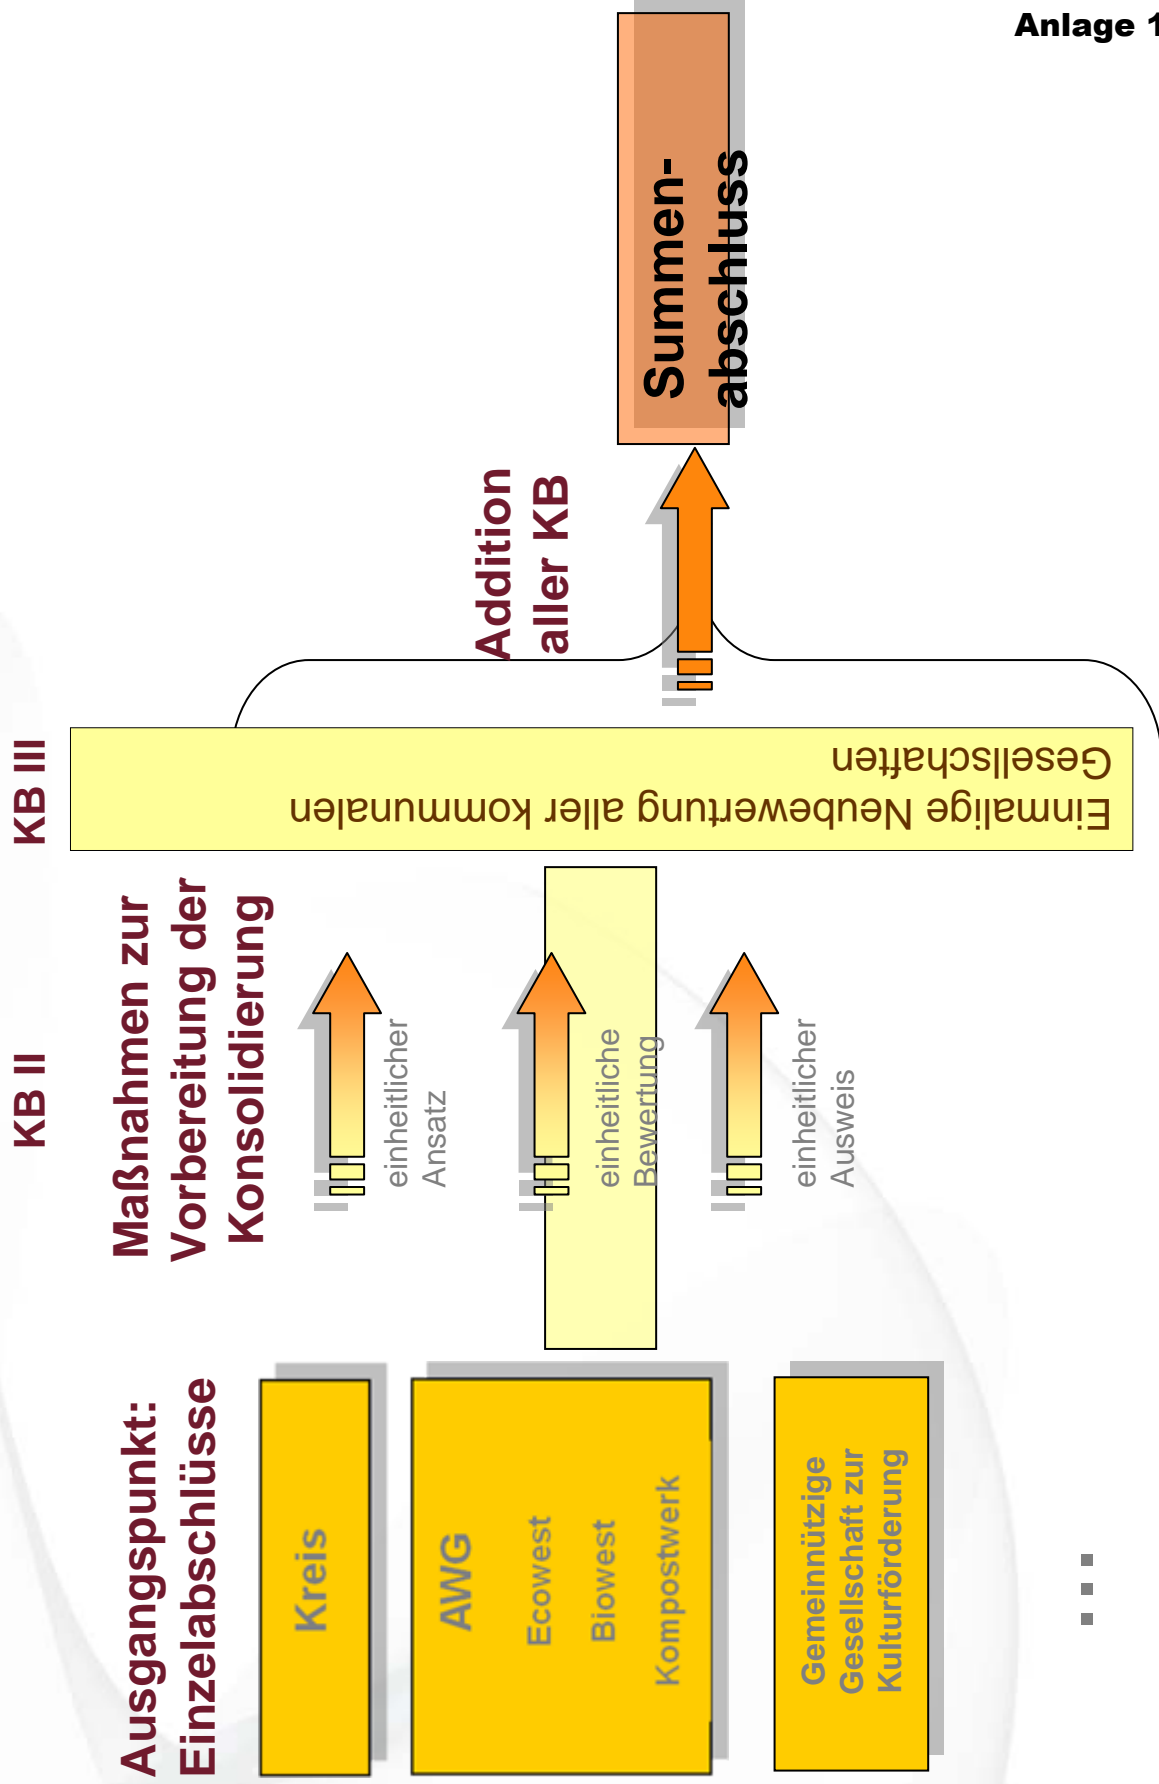 Anlage 1
Ausgangspunkt:
Einzelabschlüsse
Kreis
AWG
Ecowest
Biowest
Kompostwerk
Gemeinnützige
Gesellschaft zur
Kulturförderung
...
KB II
Maßnahmen zur
Vorbereitung der
Konsolidierung
einheitlicher
Ansatz
einheitliche
Bewertung
einheitlicher
Ausweis
KB III
Einmalige Neubewertung aller kommunalen
Gesellschaften
Addition
aller KB
Summen-
abschluss